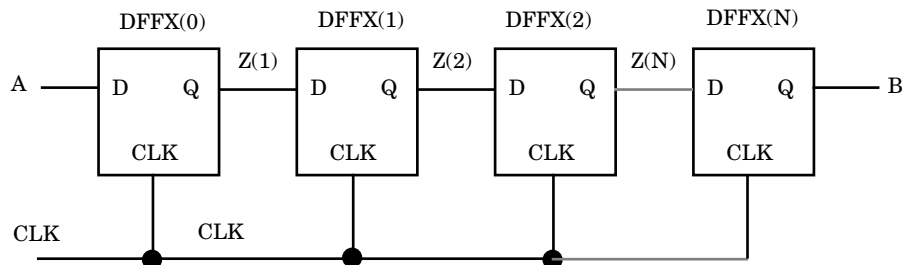 DFFX(0) DFFX(1) DFFX(2) DFFX(N)
A D Q Z(1) D Q Z(2) D Q Z(N) D Q B
CLK CLK CLK CLK
CLK CLK